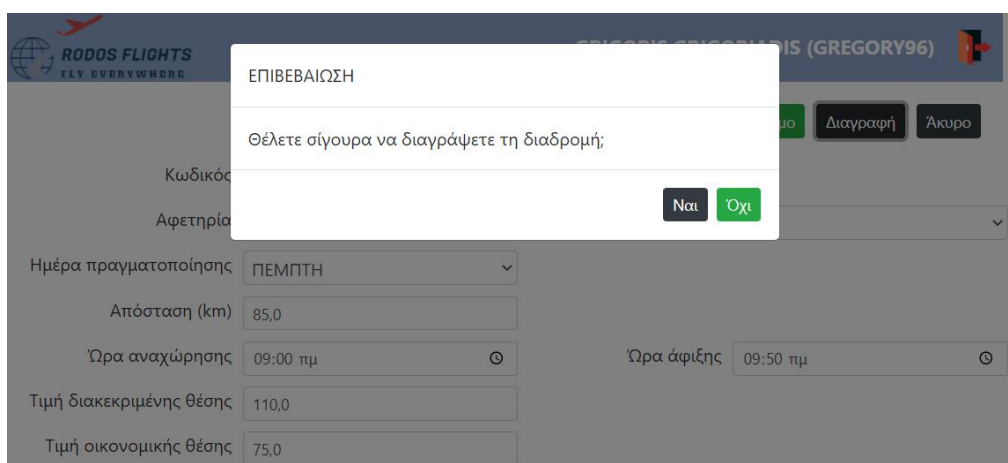 RODOS FLIGHTS
FLY EVERYWHERE
(GREGORY96)
ΕΠΙΒΕΒΑΙΩΣΗ
Διαγραφή
Άκυρο
Θέλετε σίγουρα να διαγράψετε τη διαδρομή;
Κωδικός
Ναι
Όχι
Αφετηρία
Ημέρα πραγματοποίησης ΠΕΜΠΤΗ
Απόσταση (km) 85,0
Ώρα αναχώρησης 09:00 πμ Ώρα άφιξης 09:50 πμ
Τιμή διακεκριμένης θέσης 110,0
Τιμή οικονομικής θέσης 75,0